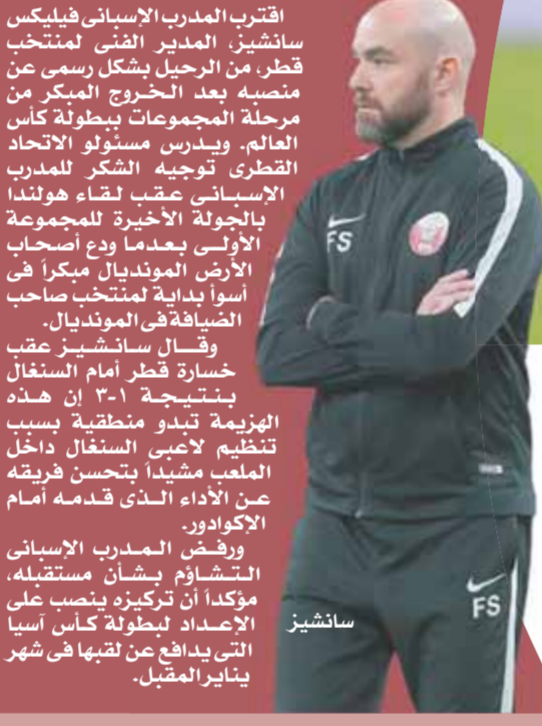 اقترب المدرب الإسبانى فيليكس
سانشيز، المدير الفنى لمنتخب
قطر، من الرحيل بشكل رسمى عن
منصبه بعد الخروج المبكر من
مرحلة المجموعات ببطولة كأس
العالم. ويدرس مسئولو الاتحاد
القطرى توجيه الشكر للمدرب
الإسبانى عقب لقاء هولندا
بالجولة الأخيرة للمجموعة
الأولى بعدما ودع أصحاب
الأرض المونديال مبكراً فى
أسوأ بداية لمنتخب صاحب
الضيافة فى المونديال.
وقال سانشيز عقب
خسارة قطر أمام السنغال
بنتيجة ١-٣ إن هذه
الهزيمة تبدو منطقية بسبب
تنظيم لاعبى السنغال داخل
الملعب مشيداً بتحسن فريقه
عن الأداء الذى قدمه أمام
الإكوادور.
ورفض المدرب الإسبانى
التشاؤم بشأن مستقبله،
مؤكداً أن تركيزه ينصب على
الإعداد لبطولة كأس آسيا
التى يدافع عن لقبها فى شهر
يناير المقبل.
سانشيز
FS
FS